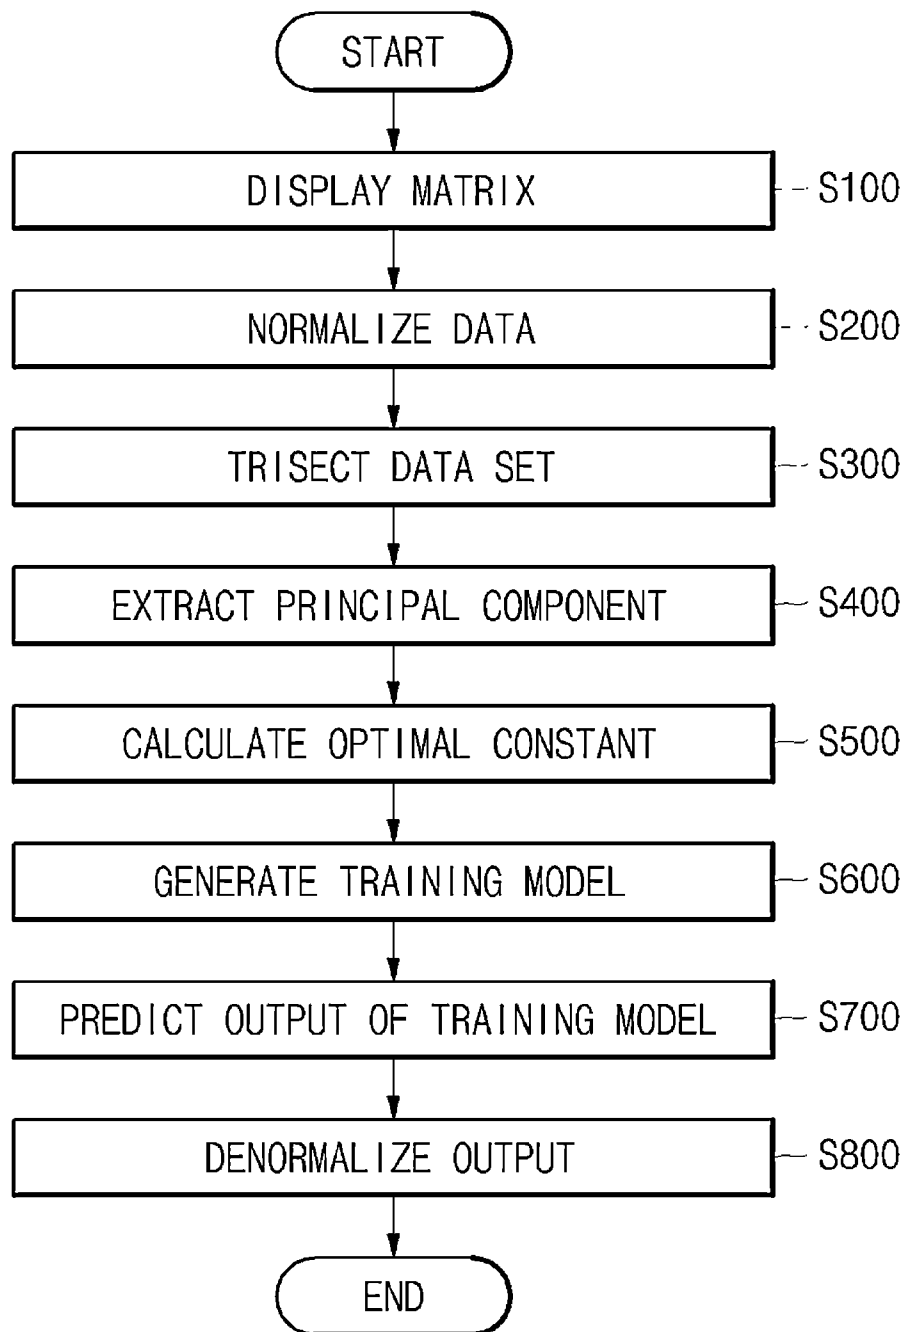 START
DISPLAY MATRIX
S100
NORMALIZE DATA
S200
TRISECT DATA SET
S300
EXTRACT PRINCIPAL COMPONENT
S400
CALCULATE OPTIMAL CONSTANT
S500
GENERATE TRAINING MODEL
S600
PREDICT OUTPUT OF TRAINING MODEL
S700
DENORMALIZE OUTPUT
S800
END